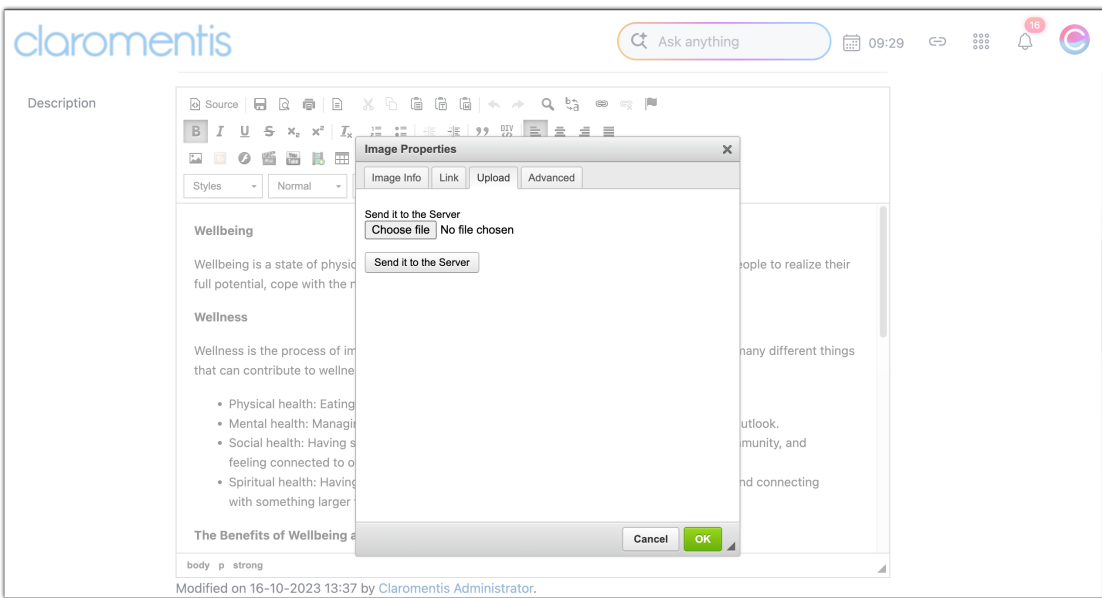 claromentis
Ask anything
09:29
16
Description
Source
Styles
Normal
Image Properties
Image Info
Link
Upload
Advanced
Send it to the Server
Choose file No file chosen
Send it to the Server
Cancel
OK
Wellbeing
Wellbeing is a state of physic
eople to realize their
full potential, cope with the
Wellness
Wellness is the process of im
many different things
that can contribute to wellne
Physical health: Eating
Mental health: Managi
utlook.
Social health: Having s
munity, and
feeling connected to o
Spiritual health: Having
nd connecting
with something larger
The Benefits of Wellbeing a
body p strong
Modified on 16-10-2023 13:37 by Claromentis Administrator.